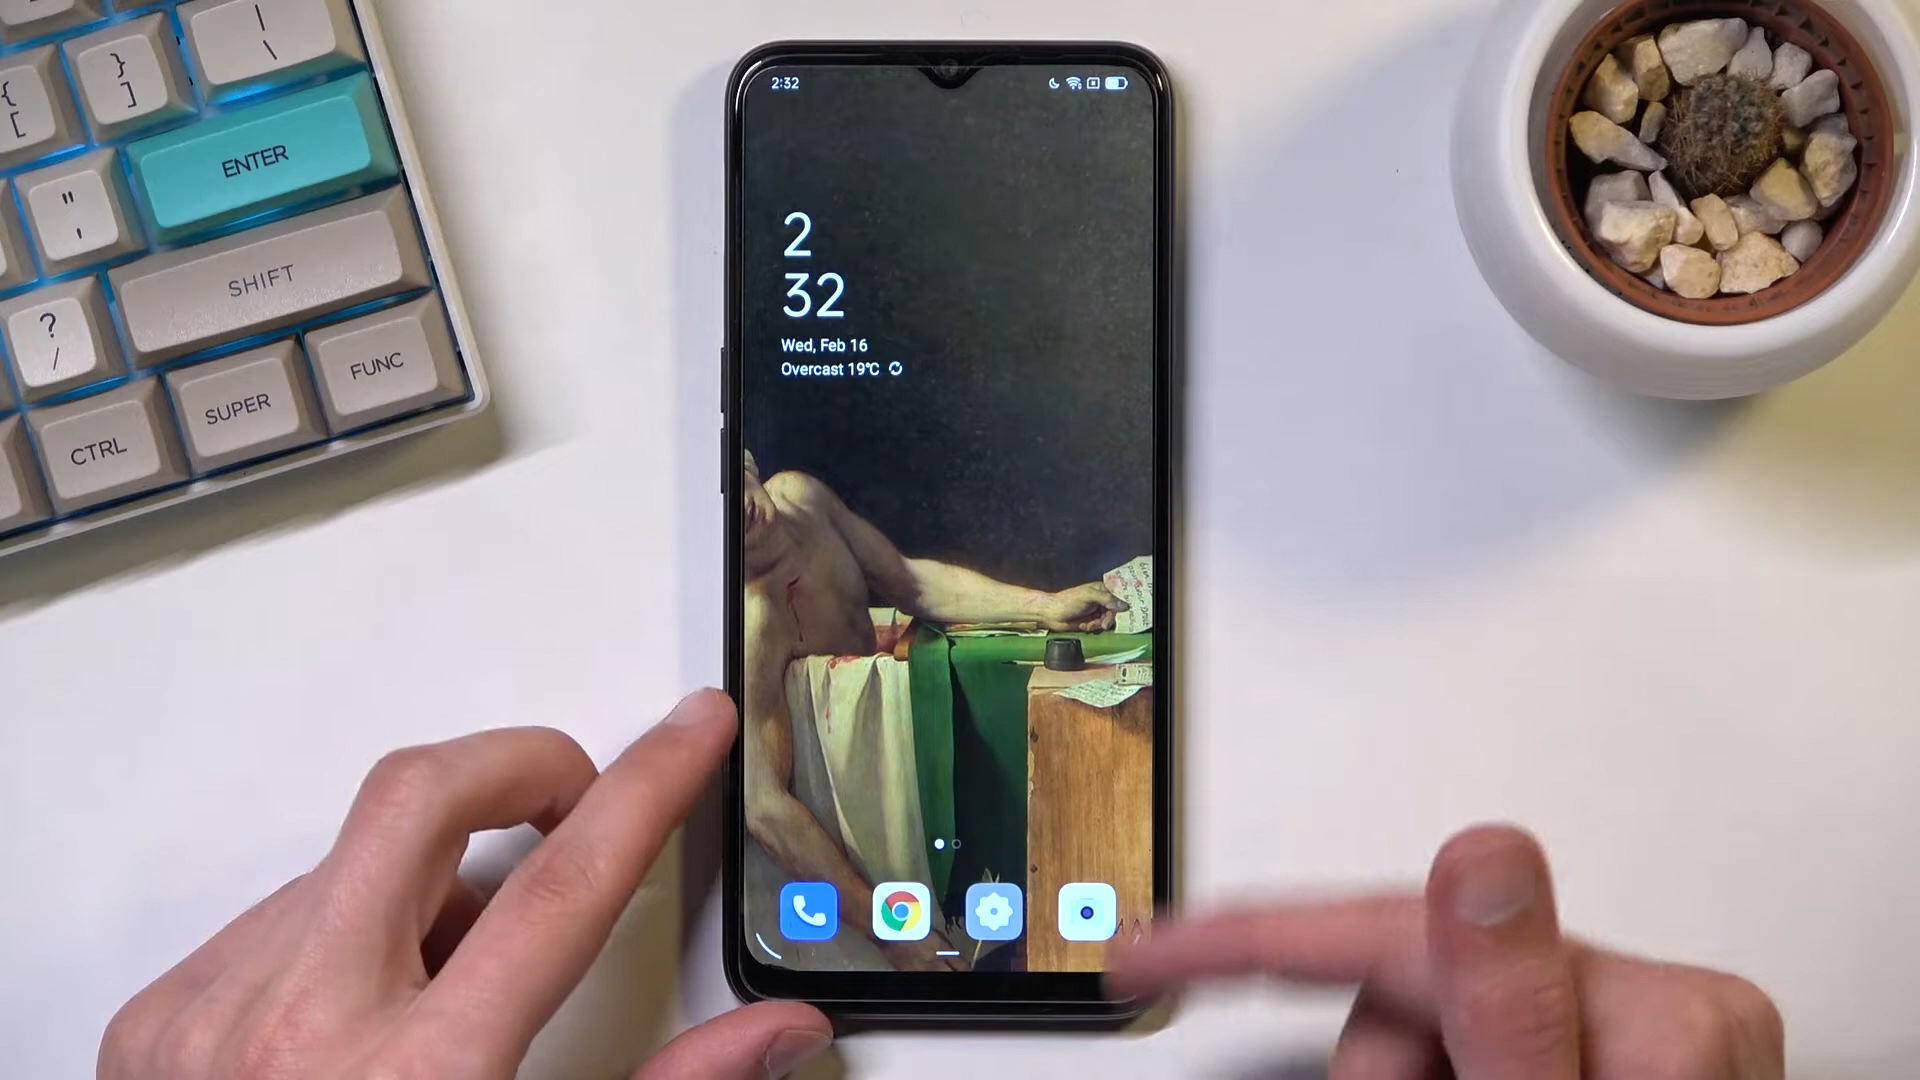 }
]
|
\
{
[
ENTER
"
'
SHIFT
?
/
FUNC
SUPER
CTRL
2:32
2
32
Wed, Feb 16
Overcast 19°C